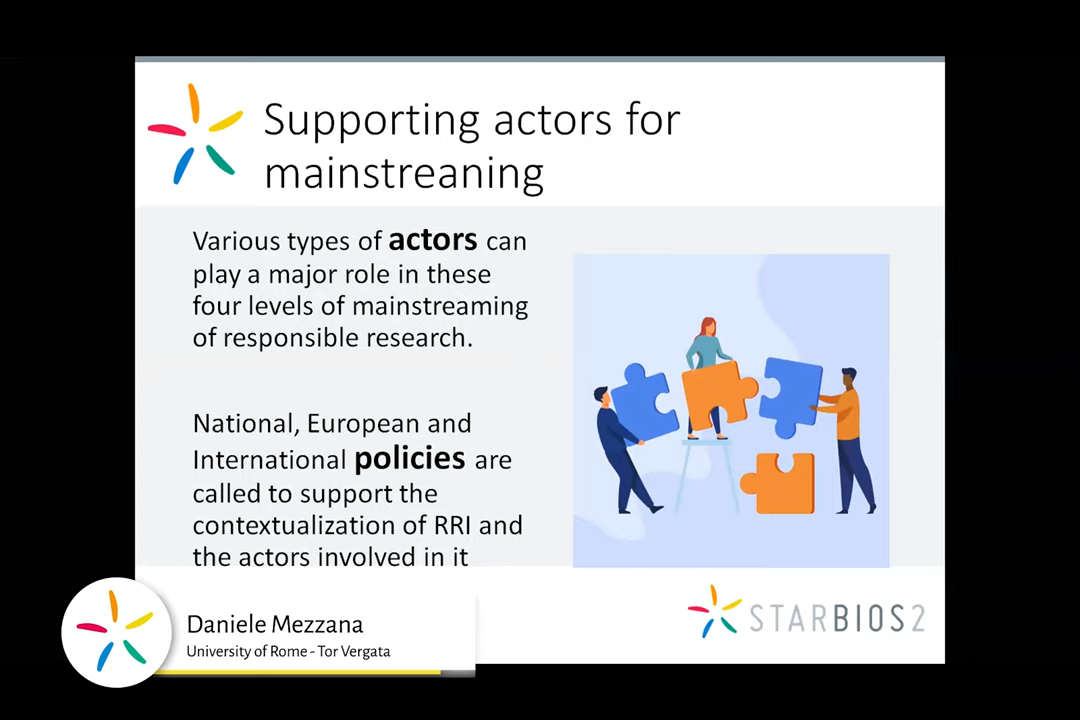 Supporting actors for
mainstreaning
Various types of actors can
play a major role in these
four levels of mainstreaming
of responsible research.
National, European and
International policies are
called to support the
contextualization of RRI and
the actors involved in it
Daniele Mezzana
University of Rome - Tor Vergata
STARBIOS2